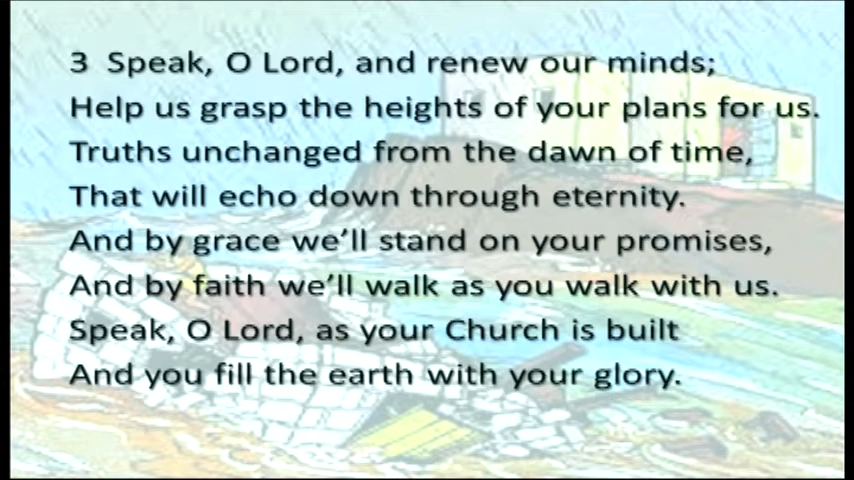 3 Speak, O Lord, and renew our minds;
Help us grasp the heights of your plans for us.
Truths unchanged from the dawn of time,
That will echo down through eternity.
And by grace we’ll stand on your promises,
And by faith we’ll walk as you walk with us.
Speak, O Lord, as your Church is built
And you fill the earth with your glory.